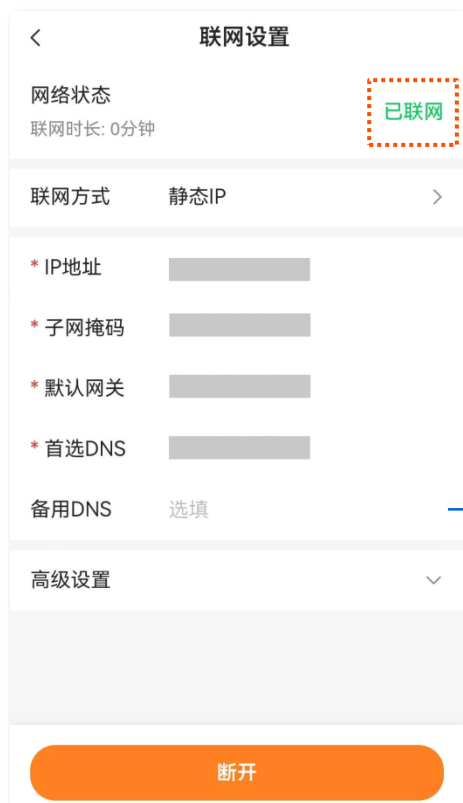 联网设置
网络状态
已联网
联网时长: 0分钟
联网方式 静态IP
* IP地址
* 子网掩码
* 默认网关
* 首选DNS
备用DNS 选填
高级设置
断开